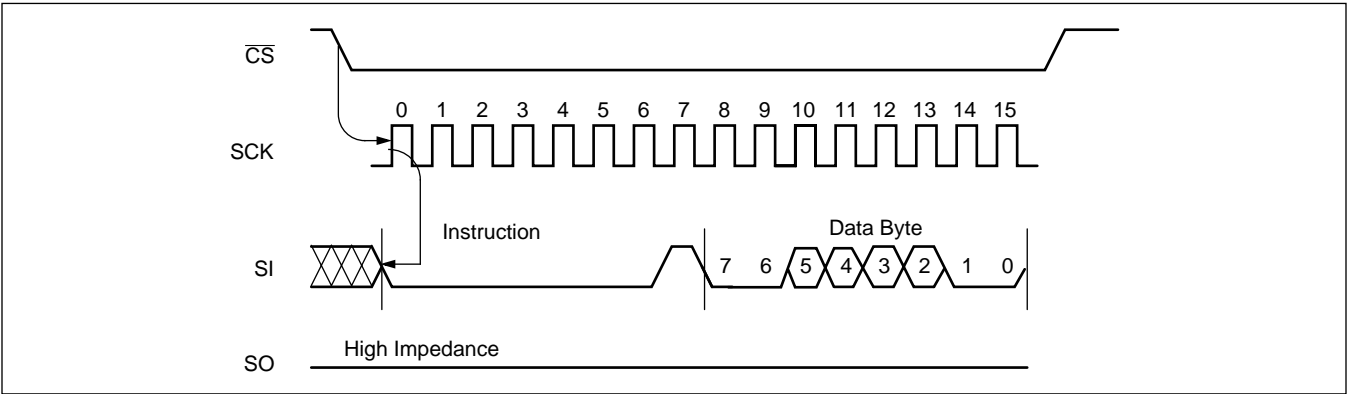 C̅S̅
0 1 2 3 4 5 6 7 8 9 10 11 12 13 14 15
SCK
Instruction
Data Byte
SI
7 6 5 4 3 2 1 0
High Impedance
SO